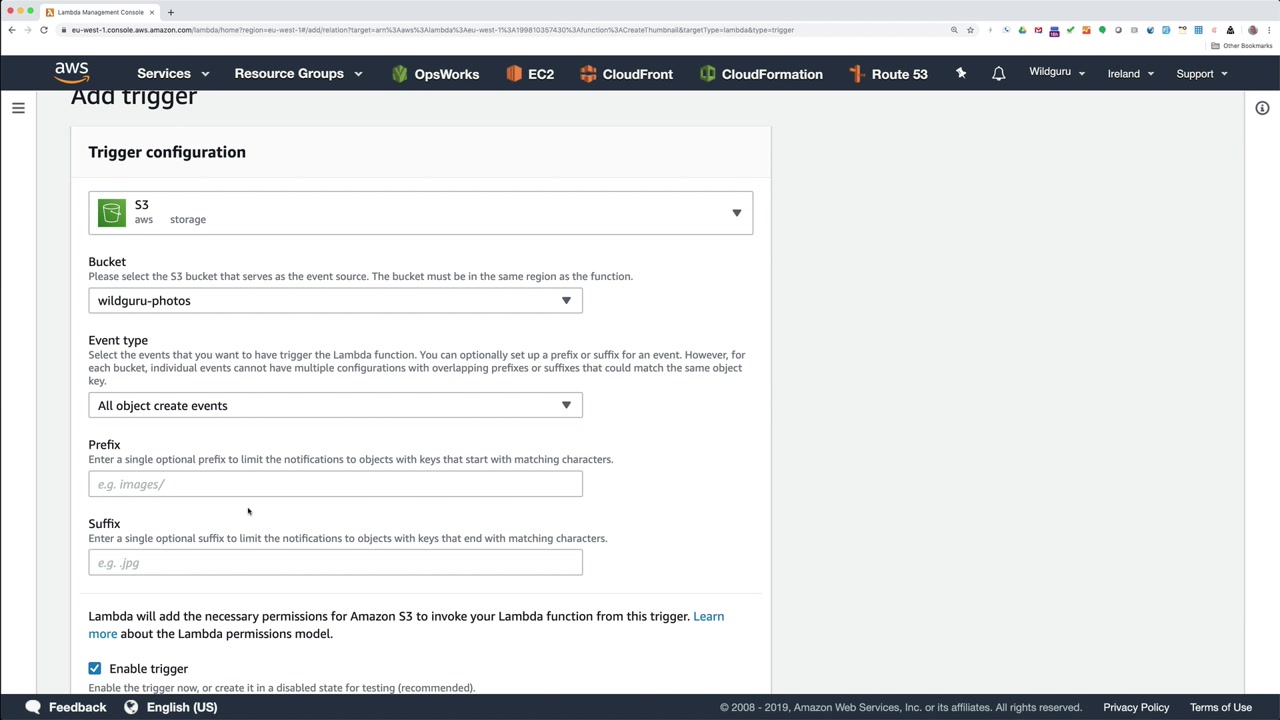 Lambda Management Console
eu-west-1.console.aws.amazon.com/lambda/home?region=eu-west-1#/add/relation?target=arn%3Aaws%3Alambda%3Aeu-west-1%3A199810357430%3Afunction%3ACreateThumbnail&targetType=lambda&type=trigger
Other Bookmarks
aws Services Resource Groups OpsWorks EC2 CloudFront CloudFormation Route 53 Wildguru Ireland Support
Add trigger
Trigger configuration
S3
aws storage
Bucket
Please select the S3 bucket that serves as the event source. The bucket must be in the same region as the function.
wildguru-photos
Event type
Select the events that you want to have trigger the Lambda function. You can optionally set up a prefix or suffix for an event. However, for
each bucket, individual events cannot have multiple configurations with overlapping prefixes or suffixes that could match the same object
key.
All object create events
Prefix
Enter a single optional prefix to limit the notifications to objects with keys that start with matching characters.
e.g. images/
Suffix
Enter a single optional suffix to limit the notifications to objects with keys that end with matching characters.
e.g. .jpg
Lambda will add the necessary permissions for Amazon S3 to invoke your Lambda function from this trigger. Learn
more about the Lambda permissions model.
Enable trigger
Enable the trigger now, or create it in a disabled state for testing (recommended).
Feedback English (US) © 2008 - 2019, Amazon Web Services, Inc. or its affiliates. All rights reserved. Privacy Policy Terms of Use